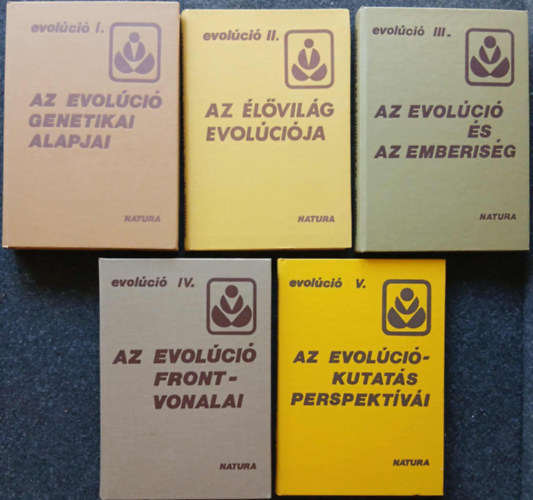 evolúció I.
AZ EVOLÚCIÓ
GENETIKAI
ALAPJAI
NATURA
evolúció II.
AZ ÉLŐVILÁG
EVOLÚCIÓJA
NATURA
evolúció III.
AZ EVOLÚCIÓ
ÉS
AZ EMBERISÉG
NATURA
evolúció IV.
AZ EVOLÚCIÓ
FRONT-
VONALAI
NATURA
evolúció V.
AZ EVOLÚCIÓ-
KUTATÁS
PERSPEKTÍVÁI
NATURA